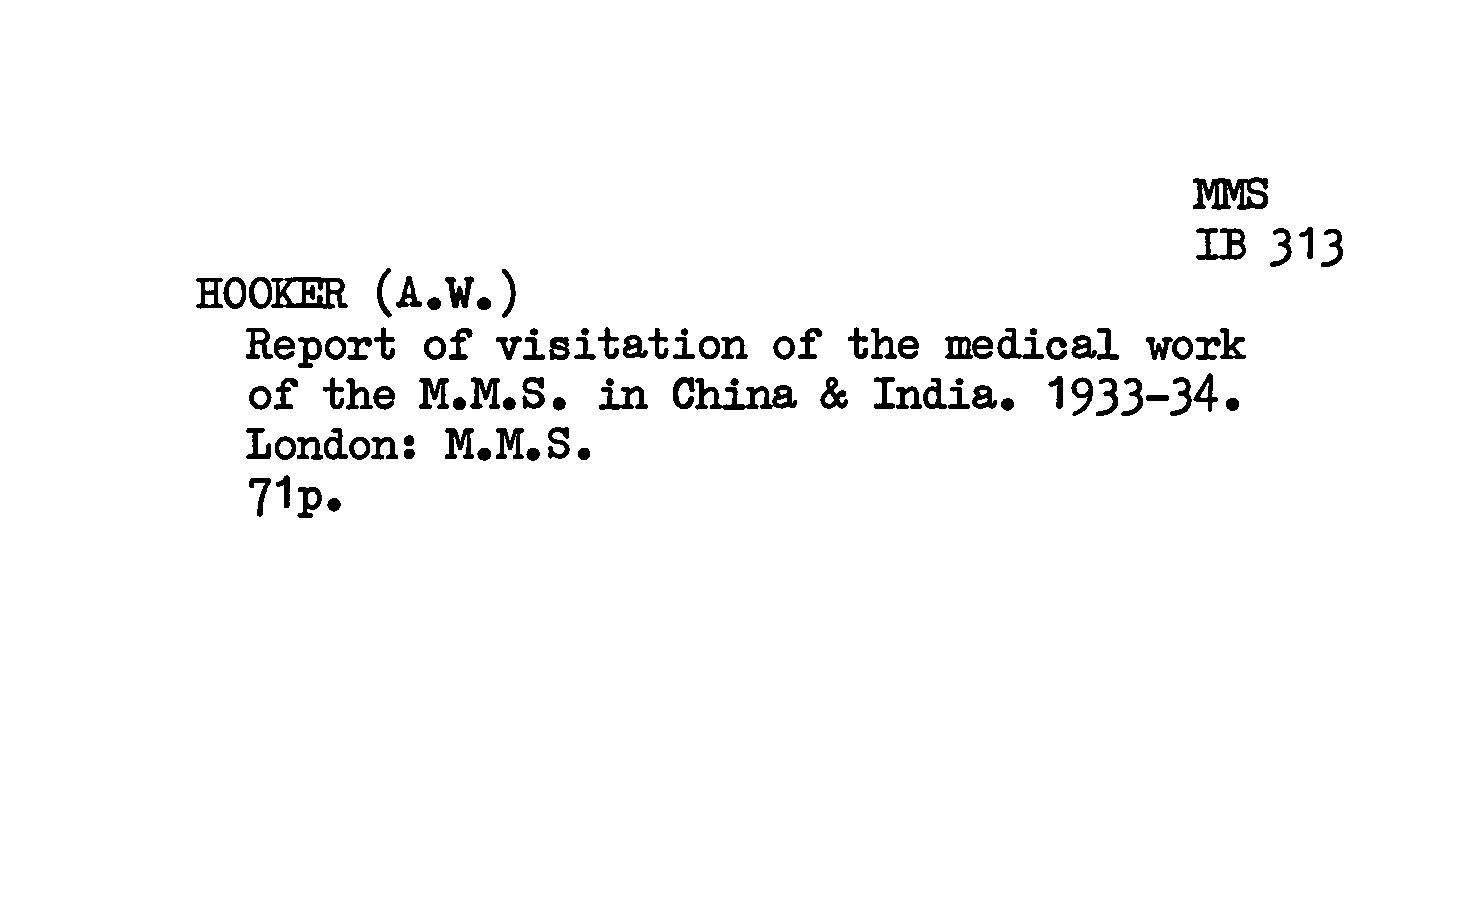 MMS
IB 313
HOOKER (A.W.)
Report of visitation of the medical work
of the M.M.S. in China & India. 1933-34.
London: M.M.S.
71p.